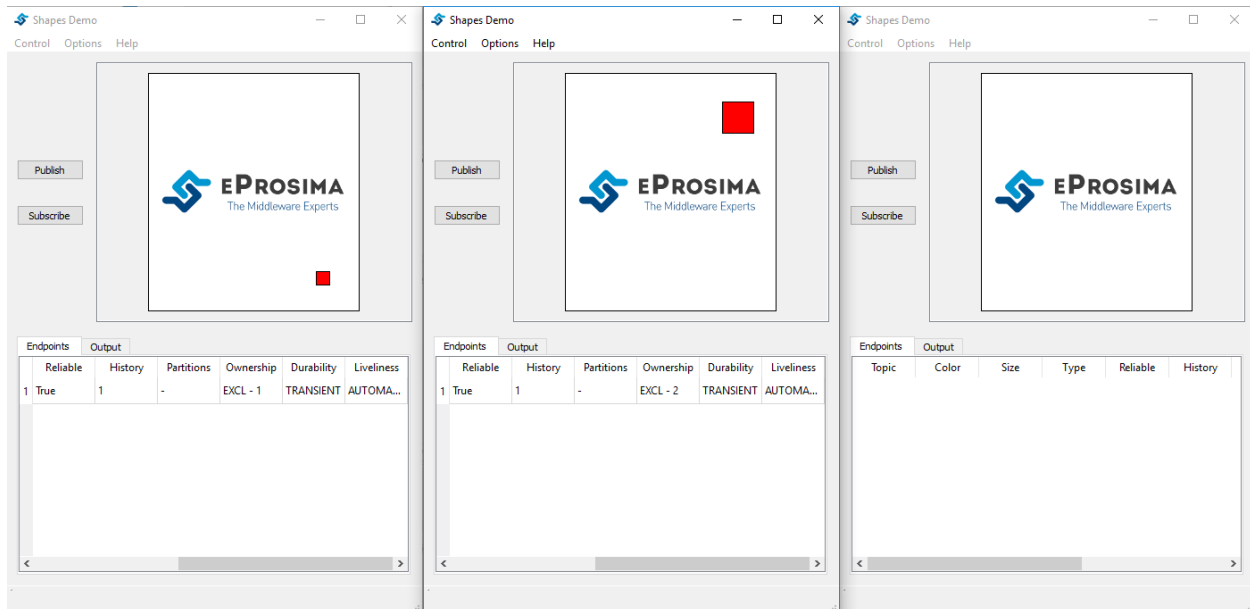 Shapes Demo
Control Options Help
Publish
Subscribe
EPROSIMA
The Middleware Experts
Endpoints Output
Reliable History Partitions Ownership Durability Liveliness
1 True 1 - EXCL - 1 TRANSIENT AUTOMA...
Shapes Demo
Control Options Help
Publish
Subscribe
EPROSIMA
The Middleware Experts
Endpoints Output
Reliable History Partitions Ownership Durability Liveliness
1 True 1 - EXCL - 2 TRANSIENT AUTOMA...
Shapes Demo
Control Options Help
Publish
Subscribe
EPROSIMA
The Middleware Experts
Endpoints Output
Topic Color Size Type Reliable History